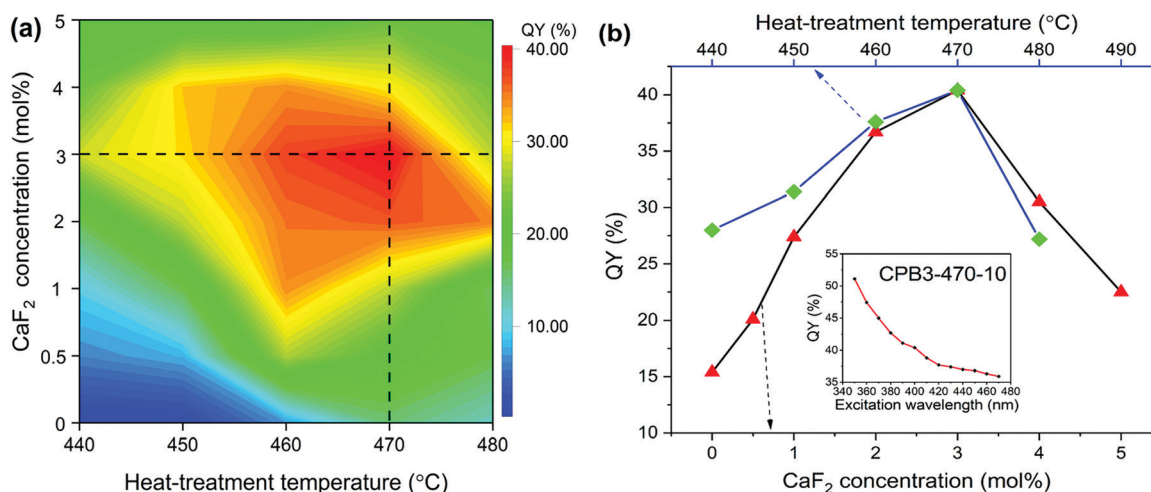 (a)
QY (%)
5
4
3
2
1
0.5
0
CaF2 concentration (mol%)
440 450 460 470 480
Heat-treatment temperature (°C)
40.00
30.00
20.00
10.00
(b)
Heat-treatment temperature (°C)
440 450 460 470 480 490
40
35
30
25
20
15
10
QY (%)
0 1 2 3 4 5
CaF2 concentration (mol%)
CPB3-470-10
55
50
45
40
35
QY (%)
340 360 380 400 420 440 460 480
Excitation wavelength (nm)